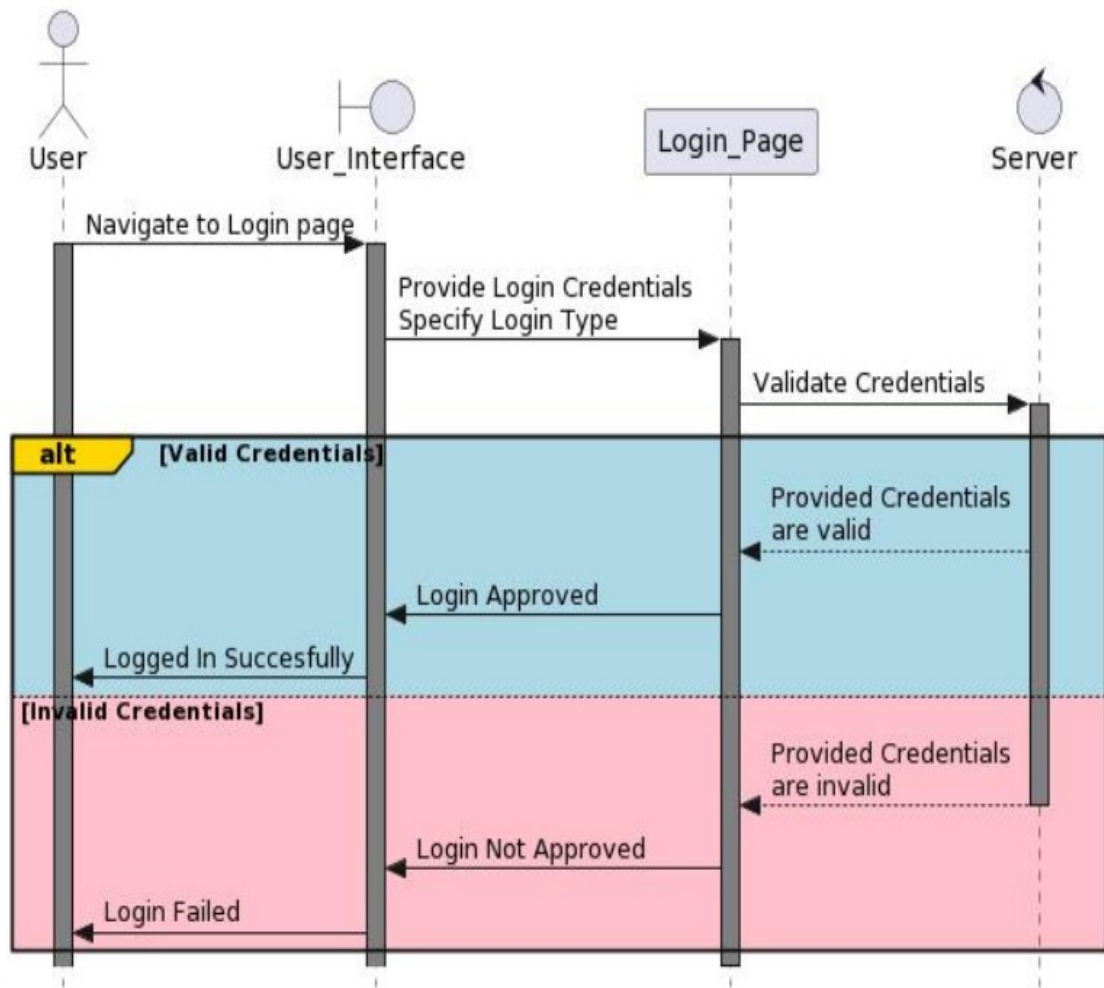 User
User_Interface
Login_Page
Server
Navigate to Login page
Provide Login Credentials
Specify Login Type
Validate Credentials
alt
[Valid Credentials]
Provided Credentials
are valid
Login Approved
Logged In Succesfully
[Invalid Credentials]
Provided Credentials
are invalid
Login Not Approved
Login Failed